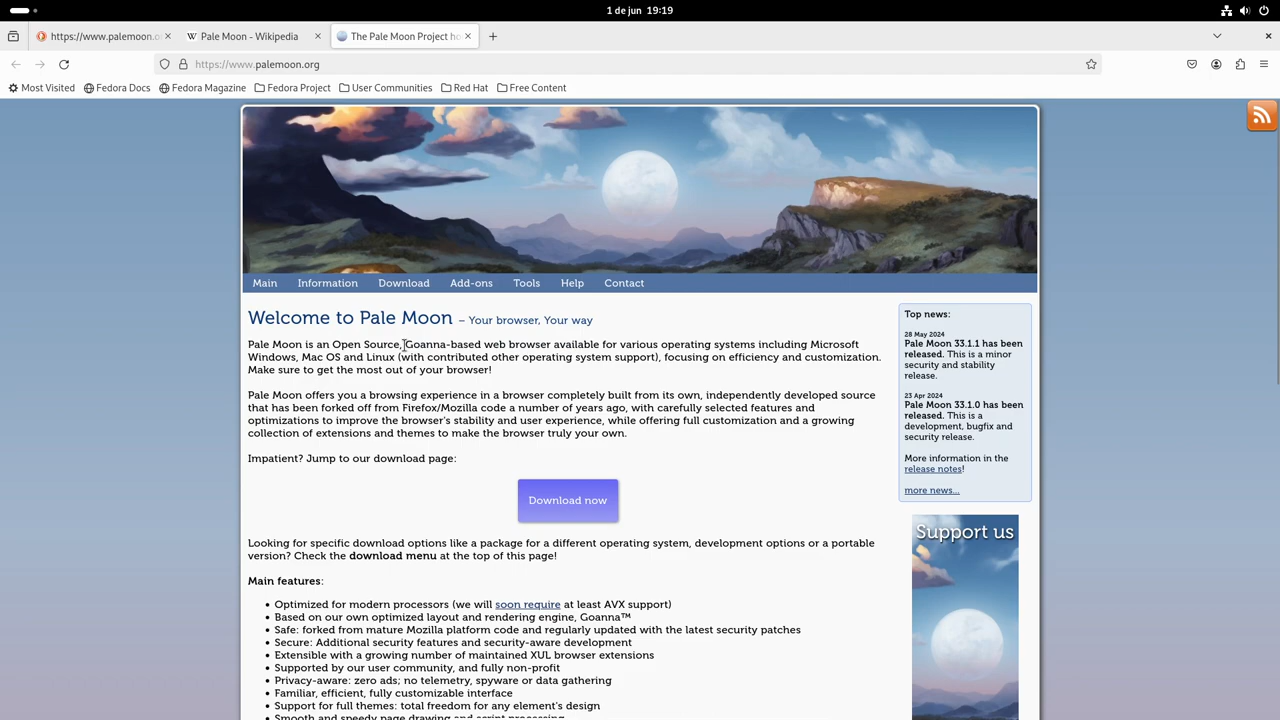 1 de jun 19:19
https://www.palemoon.o
Pale Moon - Wikipedia
The Pale Moon Project ho
https://www.palemoon.org
Most Visited
Fedora Docs
Fedora Magazine
Fedora Project
User Communities
Red Hat
Free Content
Main
Information
Download
Add-ons
Tools
Help
Contact
Welcome to Pale Moon – Your browser, Your way
Pale Moon is an Open Source, Goanna-based web browser available for various operating systems including Microsoft
Windows, Mac OS and Linux (with contributed other operating system support), focusing on efficiency and customization.
Make sure to get the most out of your browser!
Pale Moon offers you a browsing experience in a browser completely built from its own, independently developed source
that has been forked off from Firefox/Mozilla code a number of years ago, with carefully selected features and
optimizations to improve the browser's stability and user experience, while offering full customization and a growing
collection of extensions and themes to make the browser truly your own.
Impatient? Jump to our download page:
Download now
Looking for specific download options like a package for a different operating system, development options or a portable
version? Check the download menu at the top of this page!
Main features:
• Optimized for modern processors (we will soon require at least AVX support)
• Based on our own optimized layout and rendering engine, Goanna™
• Safe: forked from mature Mozilla platform code and regularly updated with the latest security patches
• Secure: Additional security features and security-aware development
• Extensible with a growing number of maintained XUL browser extensions
• Supported by our user community, and fully non-profit
• Privacy-aware: zero ads; no telemetry, spyware or data gathering
• Familiar, efficient, fully customizable interface
• Support for full themes: total freedom for any element's design
• Smooth and speedy page drawing and script processing
Top news:
28 May 2024
Pale Moon 33.1.1 has been
released. This is a minor
security and stability
release.
23 Apr 2024
Pale Moon 33.1.0 has been
released. This is a
development, bugfix and
security release.
More information in the
release notes!
more news...
Support us